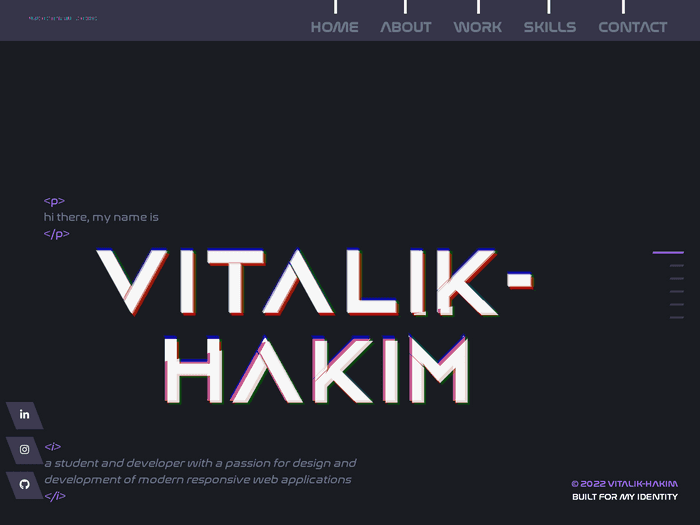 HOME ABOUT WORK SKILLS CONTACT
<p>
hi there, my name is
</p>
VITALIK-
HAKIM
in
<i>
a student and developer with a passion for design and
development of modern responsive web applications
</i>
© 2022 VITALIK-HAKIM
BUILT FOR MY IDENTITY